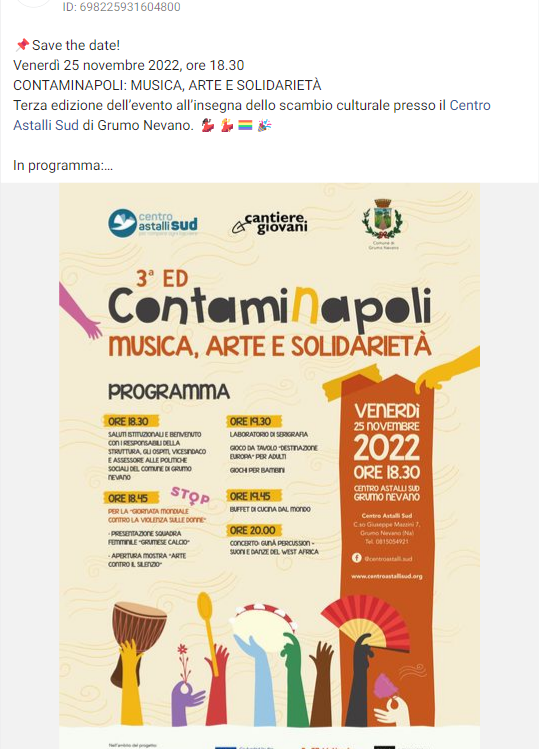 ID: 698225931604800
📌 Save the date!
Venerdì 25 novembre 2022, ore 18.30
CONTAMINAPOLI: MUSICA, ARTE E SOLIDARIETÀ
Terza edizione dell'evento all'insegna dello scambio culturale presso il Centro
Astalli Sud di Grumo Nevano.
In programma:...
centro
astalli sud
cantiere
giovani
Comune di
Grumo Nevano
3ª ED
ContamiNapoli
MUSICA, ARTE E SOLIDARIETÀ
PROGRAMMA
ORE 18.30
SALUTI ISTITUZIONALI E BENVENUTO
CON I RESPONSABILI DELLA
STRUTTURA, GLI OSPITI, VICESINDACO
E ASSESSORE ALLE POLITICHE
SOCIALI DEL COMUNE DI GRUMO
NEVANO
ORE 18.45
STOP
PER LA "GIORNATA MONDIALE
CONTRO LA VIOLENZA SULLE DONNE"
- PRESENTAZIONE SQUADRA
FEMMINILE "GRUMESE CALCIO"
- APERTURA MOSTRA "ARTE
CONTRO IL SILENZIO"
ORE 19.30
LABORATORIO DI SERIGRAFIA
GIOCO DA TAVOLO "DESTINAZIONE
EUROPA" PER ADULTI
GIOCHI PER BAMBINI
ORE 19.45
BUFFET DI CUCINA DAL MONDO
ORE 20.00
CONCERTO: GUNÀ PERCUSSION -
SUONI E DANZE DEL WEST AFRICA
VENERDÌ
25 NOVEMBRE
2022
ORE 18.30
CENTRO ASTALLI SUD
GRUMO NEVANO
Centro Astalli Sud
C.so Giuseppe Mazzini 7,
Grumo Nevano (Na)
Tel. 0815054921
@centroastalli.sud
www.centroastallisud.org
Nell'ambito del progetto